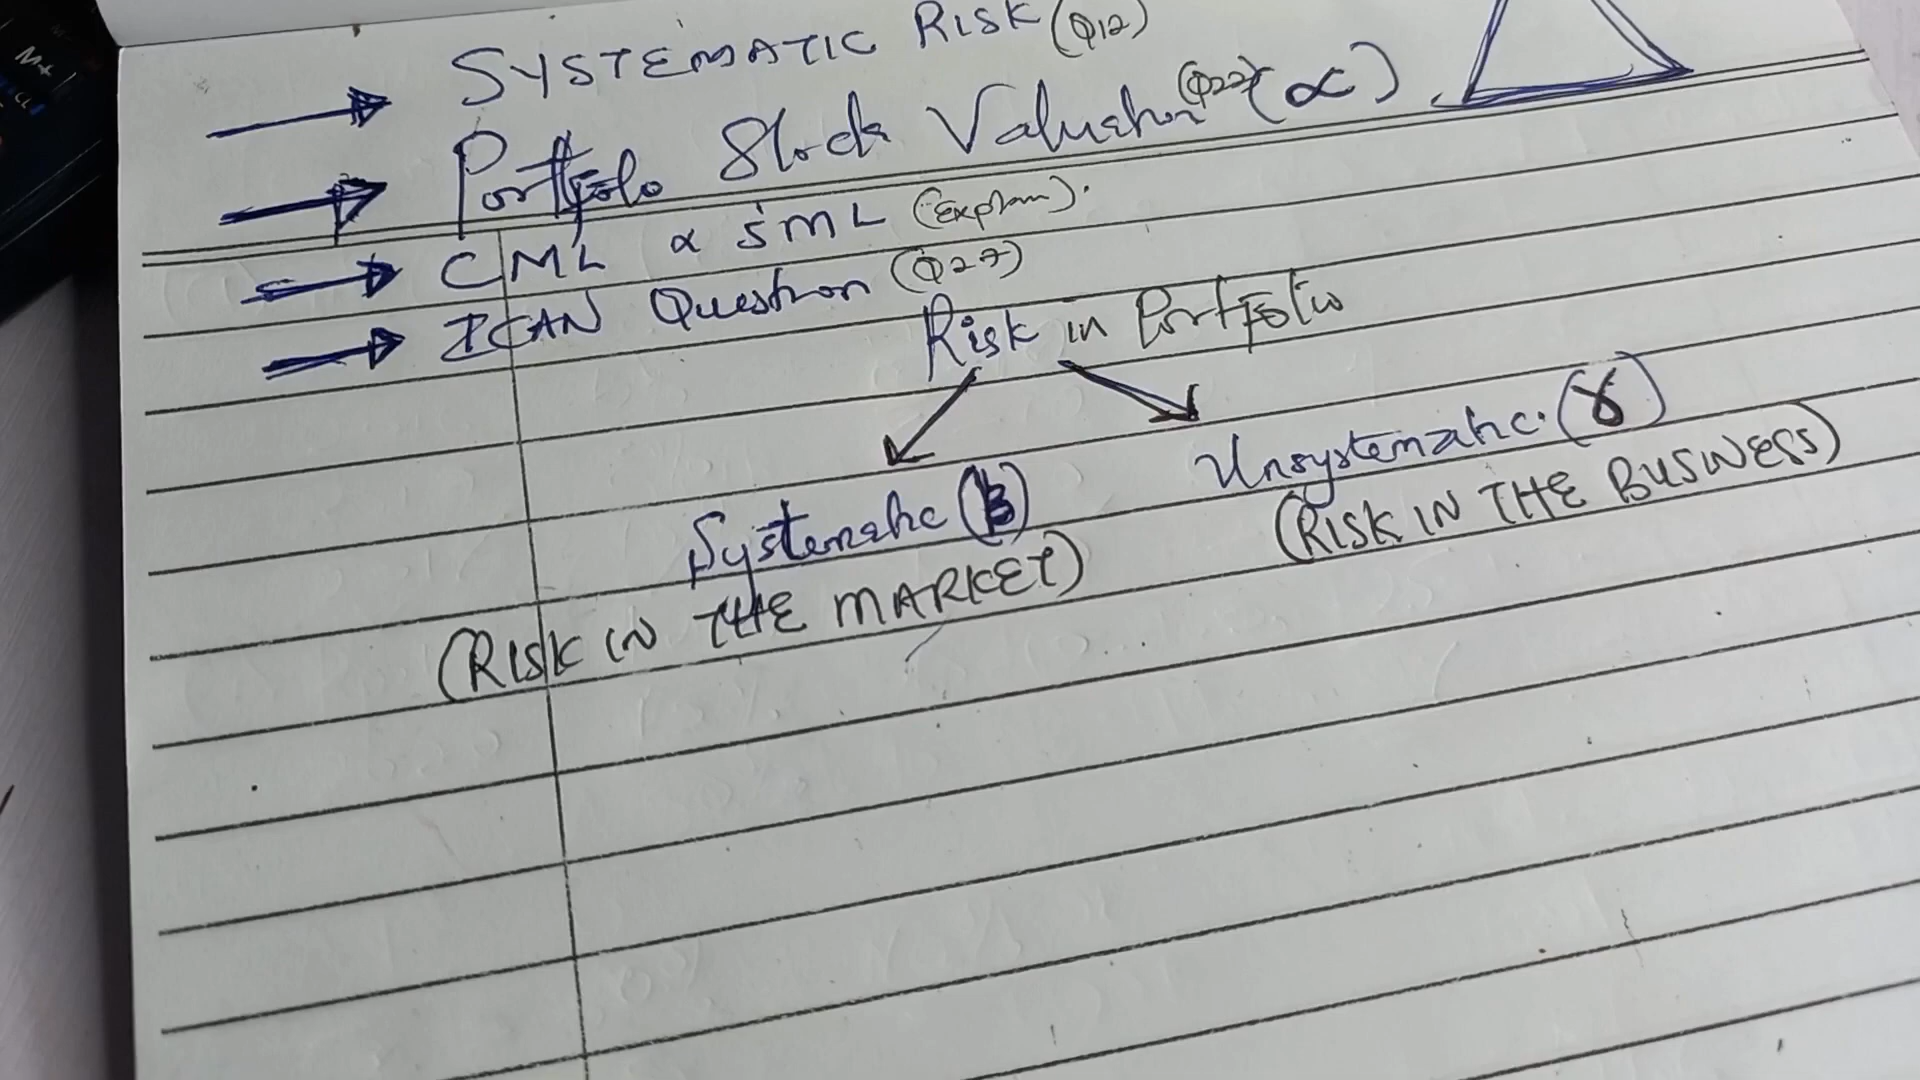 SYSTEMATIC RISK (Q12)
Portfolo Stock Valuation (Q22) (α)
CML & SML (Explain).
ICAN Question (Q27)
Risk in Portfolio
Systematic (β)
Unsystematic. (γ)
(RISK IN THE MARKET)
(RISK IN THE BUSINESS)
M+